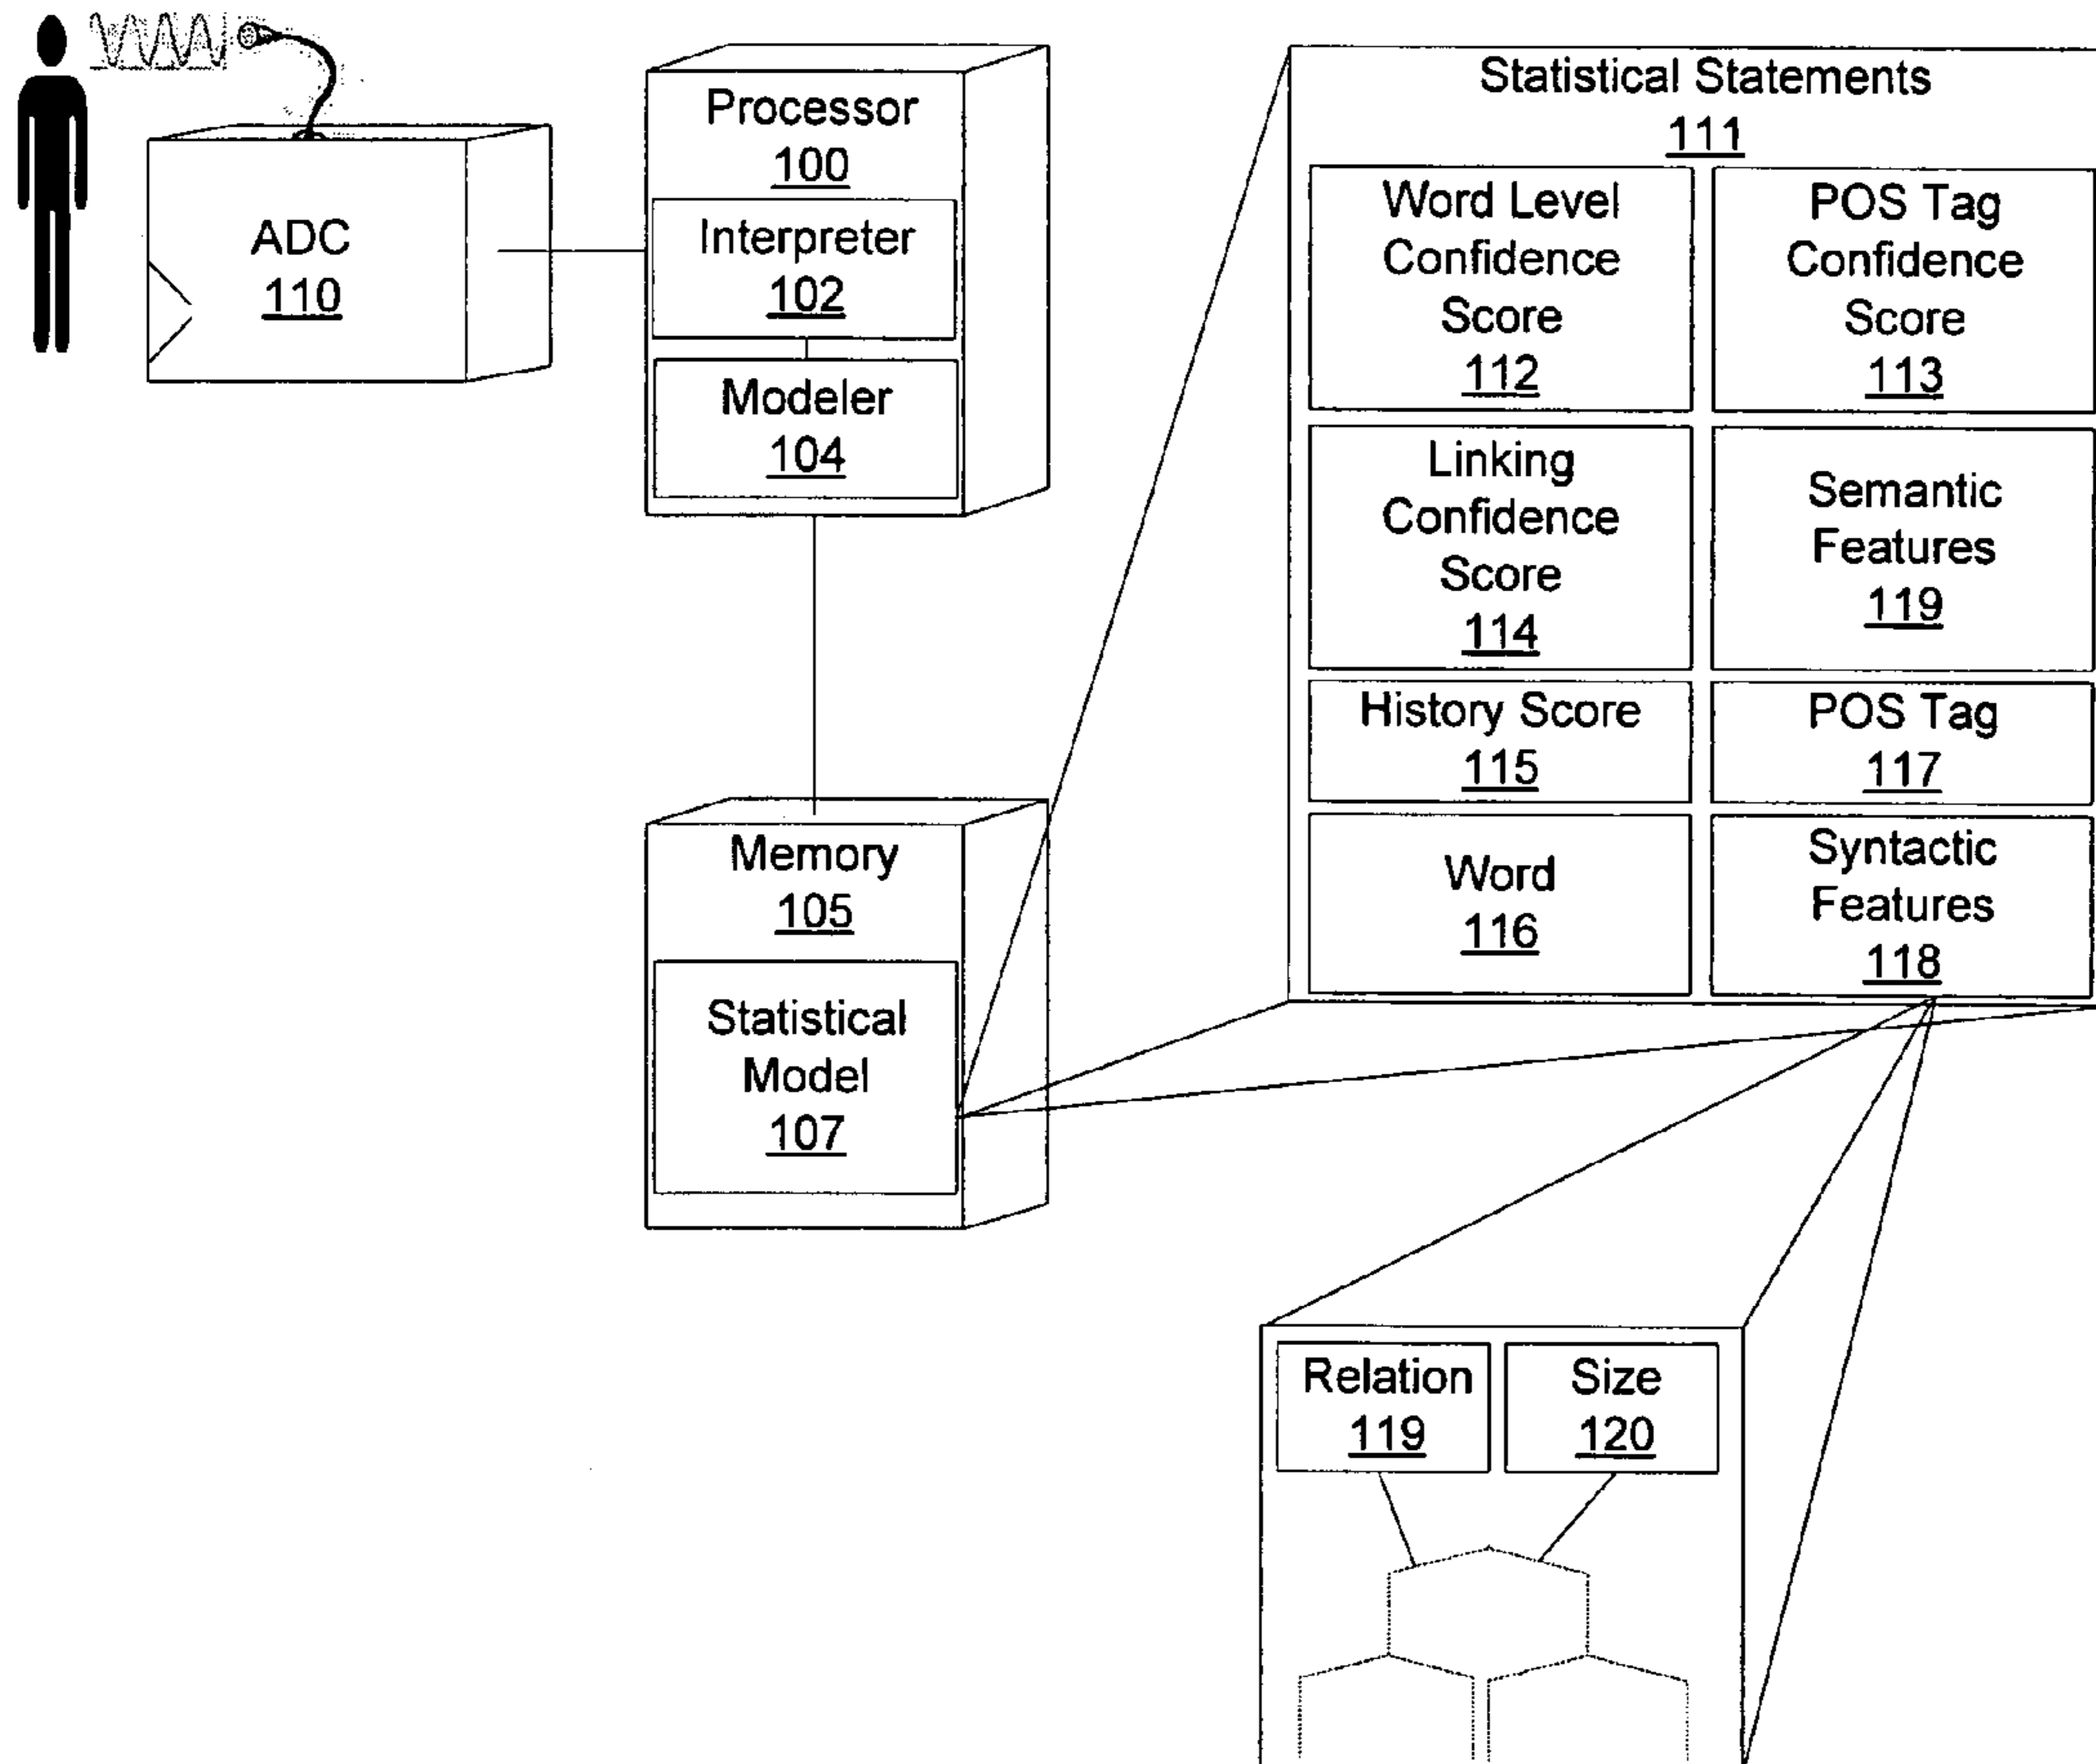 ADC
110
Processor
100
Interpreter
102
Modeler
104
Memory
105
Statistical
Model
107
Statistical Statements
111
Word Level
Confidence
Score
112
POS Tag
Confidence
Score
113
Linking
Confidence
Score
114
Semantic
Features
119
History Score
115
POS Tag
117
Word
116
Syntactic
Features
118
Relation
119
Size
120